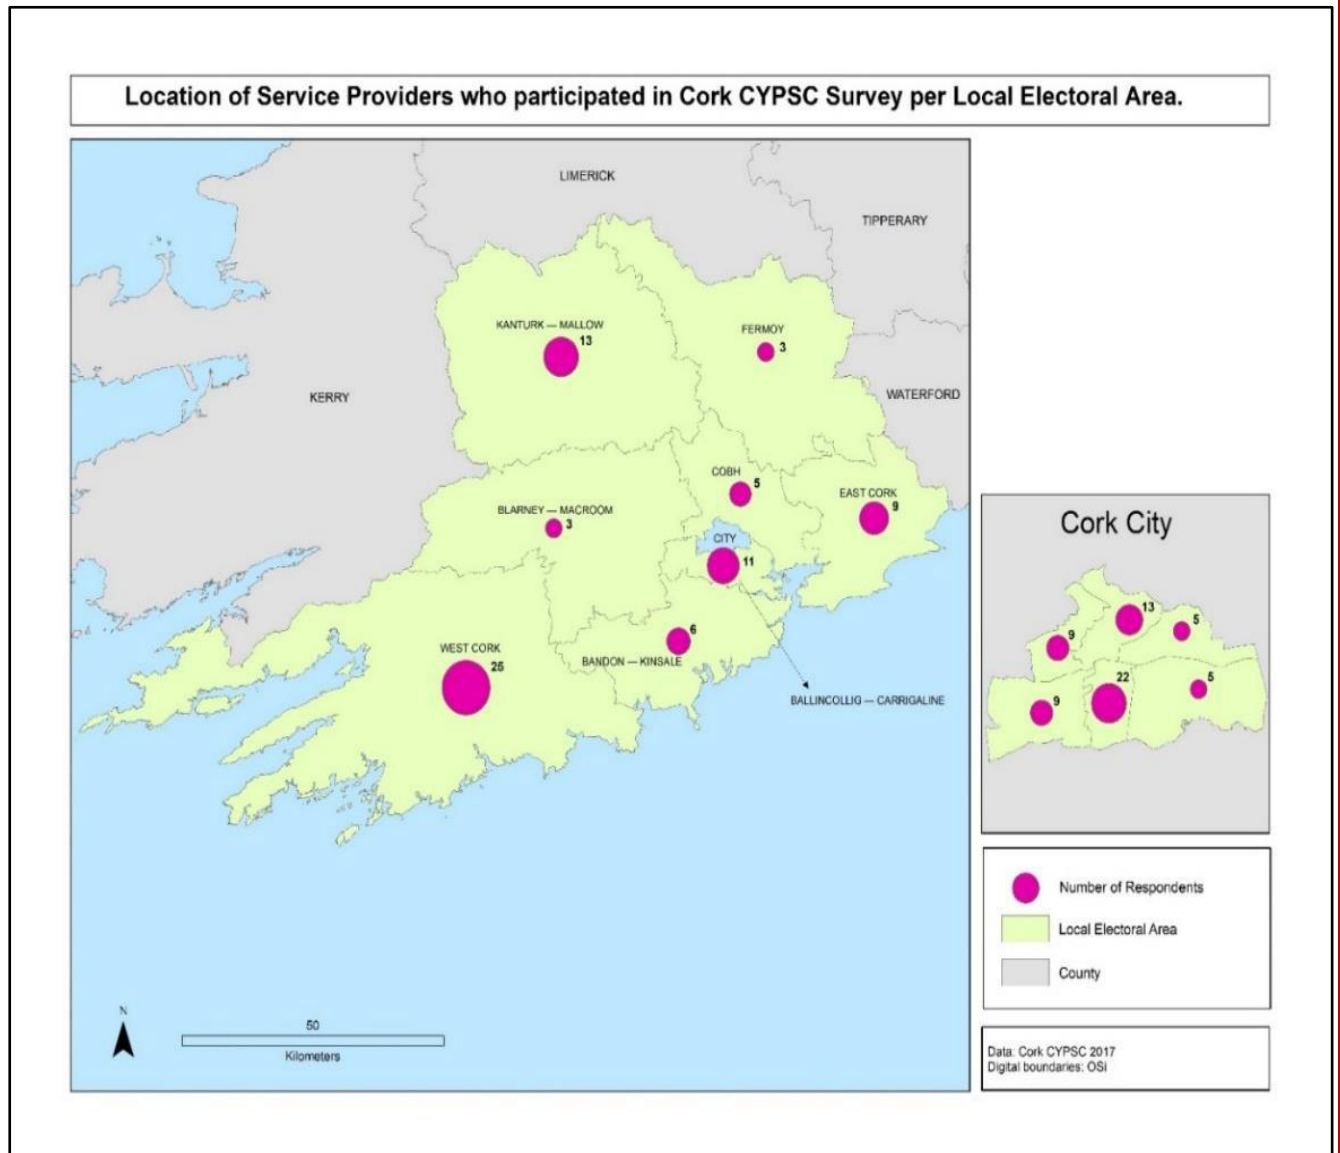 Location of Service Providers who participated in Cork CYPSC Survey per Local Electoral Area.
LIMERICK
TIPPERARY
KANTURK — MALLOW
13
FERMOY
3
KERRY
WATERFORD
COBH
5
EAST CORK
9
BLARNEY — MACROOM
3
CITY
11
WEST CORK
25
6
BANDON — KINSALE
BALLINCOLLIG — CARRIGALINE
N
50
Kilometers
Cork City
13
5
9
22
5
9
Number of Respondents
Local Electoral Area
County
Data: Cork CYPSC 2017
Digital boundaries: OSi